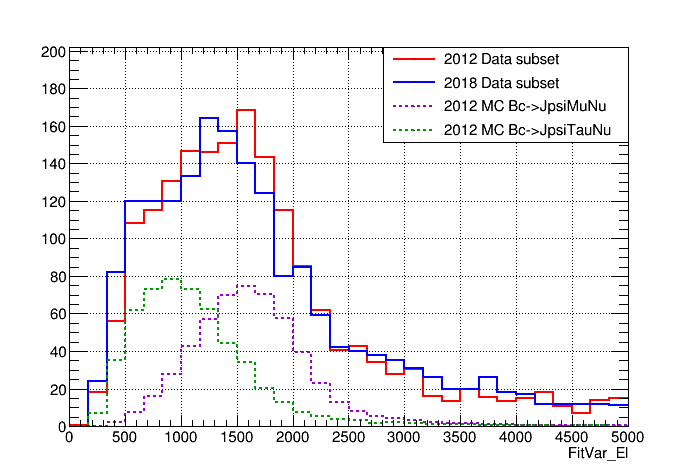 2012 Data subset
2018 Data subset
2012 MC Bc->JpsiMuNu
2012 MC Bc->JpsiTauNu
200
180
160
140
120
100
80
60
40
20
0
0 500 1000 1500 2000 2500 3000 3500 4000 4500 5000
FitVar_El